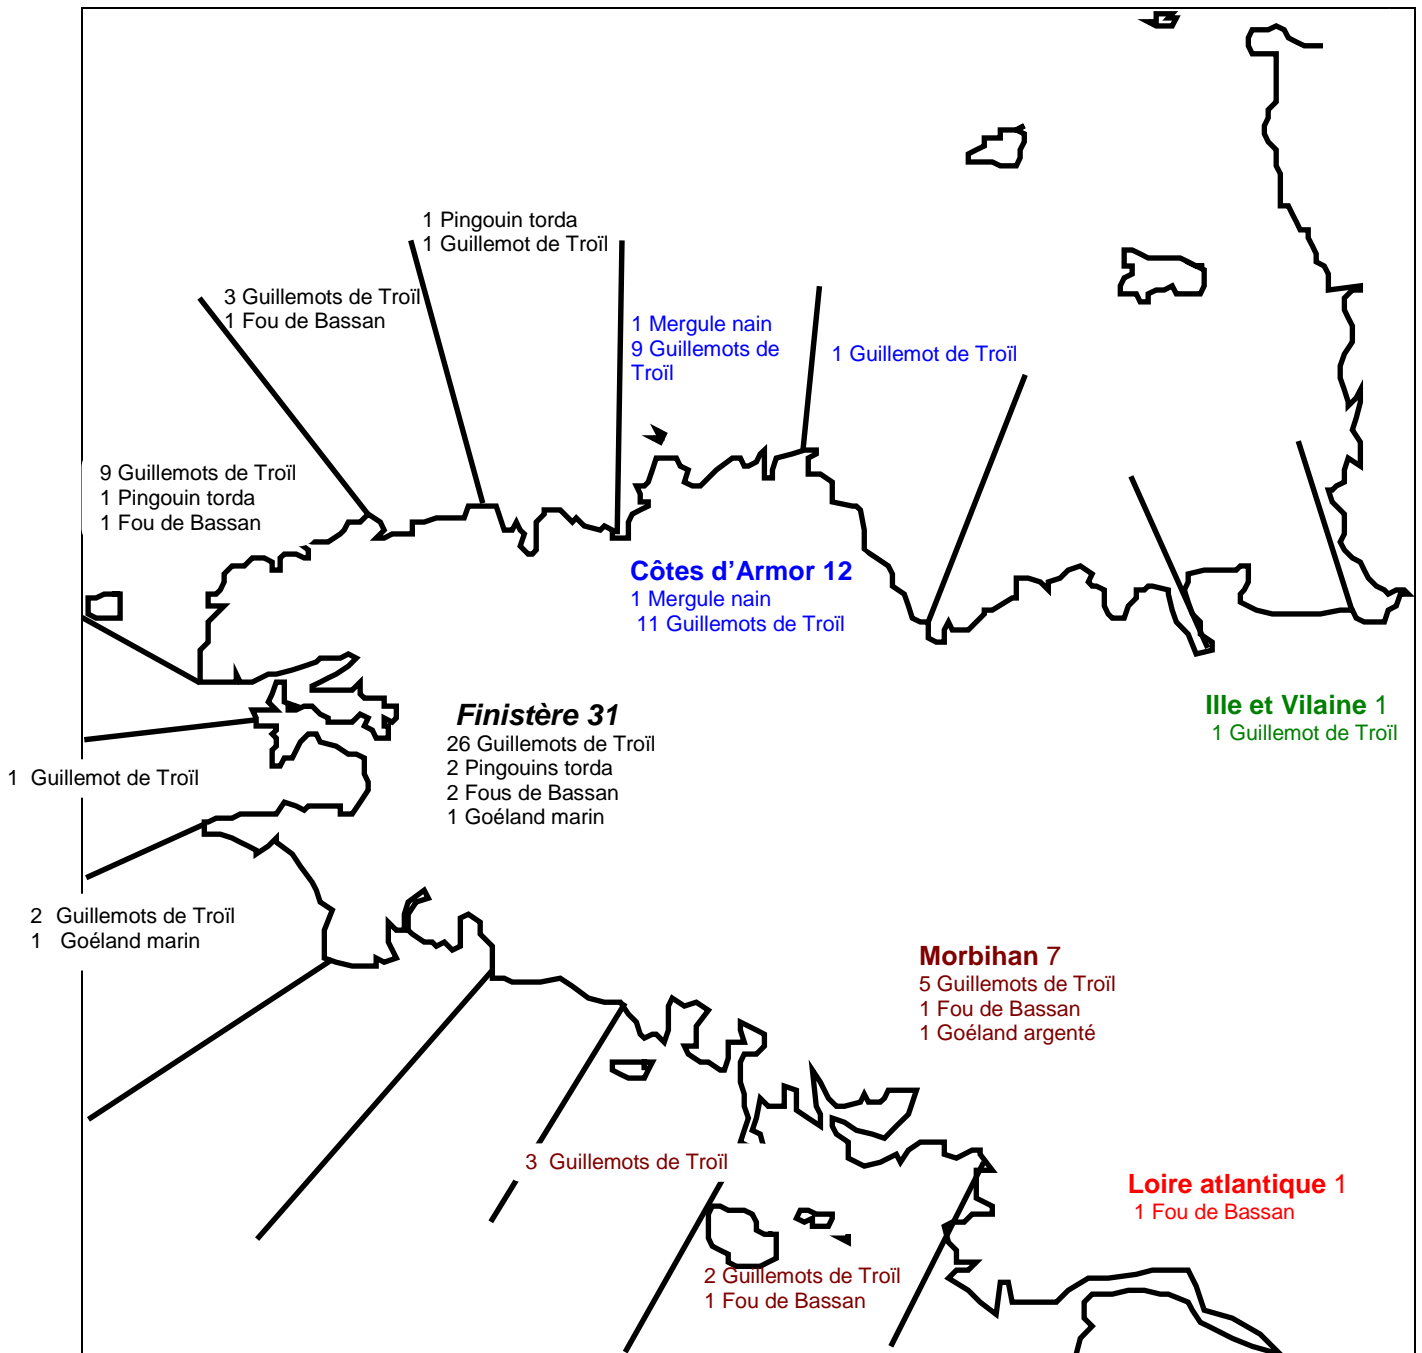 1 Pingouin torda
1 Guillemot de Troïl
3 Guillemots de Troïl
1 Fou de Bassan
1 Mergule nain
9 Guillemots de
Troïl
1 Guillemot de Troïl
9 Guillemots de Troïl
1 Pingouin torda
1 Fou de Bassan
Côtes d’Armor 12
1 Mergule nain
11 Guillemots de Troïl
Ille et Vilaine 1
1 Guillemot de Troïl
Finistère 31
26 Guillemots de Troïl
2 Pingouins torda
2 Fous de Bassan
1 Goéland marin
1 Guillemot de Troïl
2 Guillemots de Troïl
1 Goéland marin
Morbihan 7
5 Guillemots de Troïl
1 Fou de Bassan
1 Goéland argenté
3 Guillemots de Troïl
Loire atlantique 1
1 Fou de Bassan
2 Guillemots de Troïl
1 Fou de Bassan